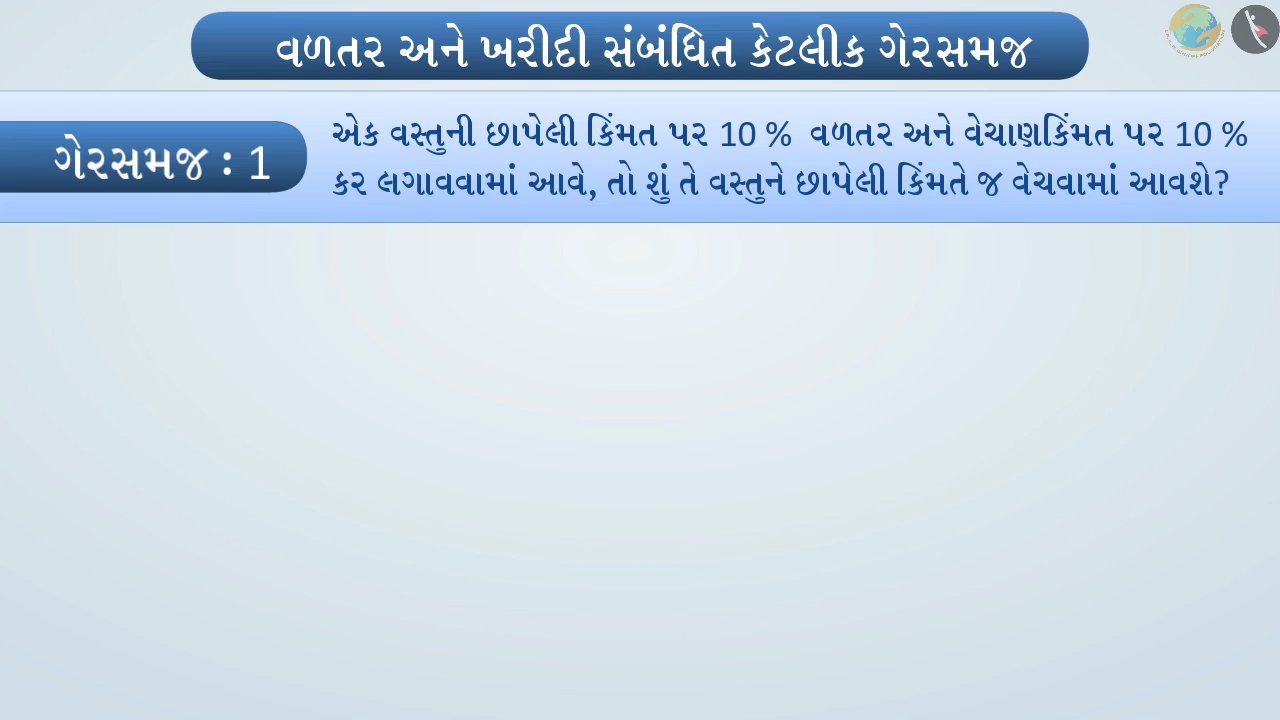 વળતર અને ખરીદી સંબંધિત કેટલીક ગેરસમજ
ગેરસમજ : 1
એક વસ્તુની છાપેલી કિંમત પર 10 % વળતર અને વેચાણકિંમત પર 10 %
કર લગાવવામાં આવે, તો શું તે વસ્તુને છાપેલી કિંમતે જ વેચવામાં આવશે?